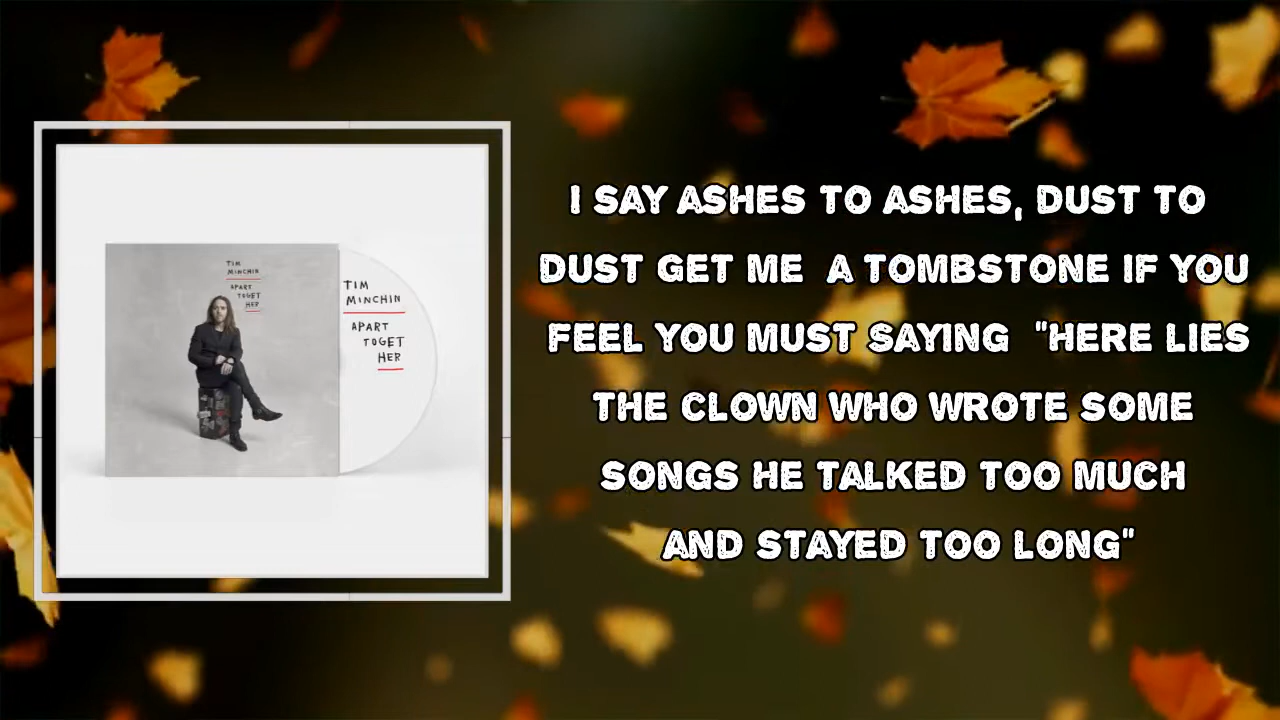 TIM
MINCHIN
APART
TOGET
HER
TIM
MINCHIN
APART
TOGET
HER
I SAY ASHES TO ASHES, DUST TO
DUST GET ME A TOMBSTONE IF YOU
FEEL YOU MUST SAYING "HERE LIES
THE CLOWN WHO WROTE SOME
SONGS HE TALKED TOO MUCH
AND STAYED TOO LONG"